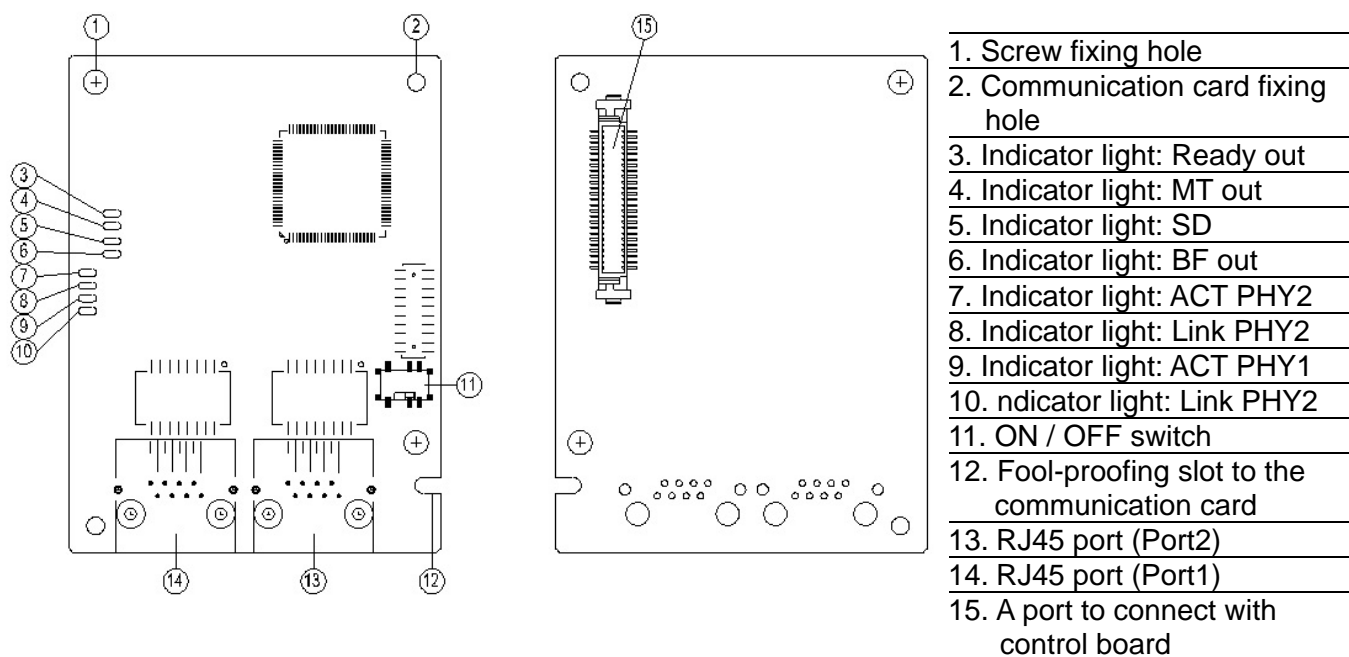 1
2
15
3
4
5
6
7
8
9
10
11
14
13
12
1. Screw fixing hole
2. Communication card fixing
hole
3. Indicator light: Ready out
4. Indicator light: MT out
5. Indicator light: SD
6. Indicator light: BF out
7. Indicator light: ACT PHY2
8. Indicator light: Link PHY2
9. Indicator light: ACT PHY1
10. ndicator light: Link PHY2
11. ON / OFF switch
12. Fool-proofing slot to the
communication card
13. RJ45 port (Port2)
14. RJ45 port (Port1)
15. A port to connect with
control board